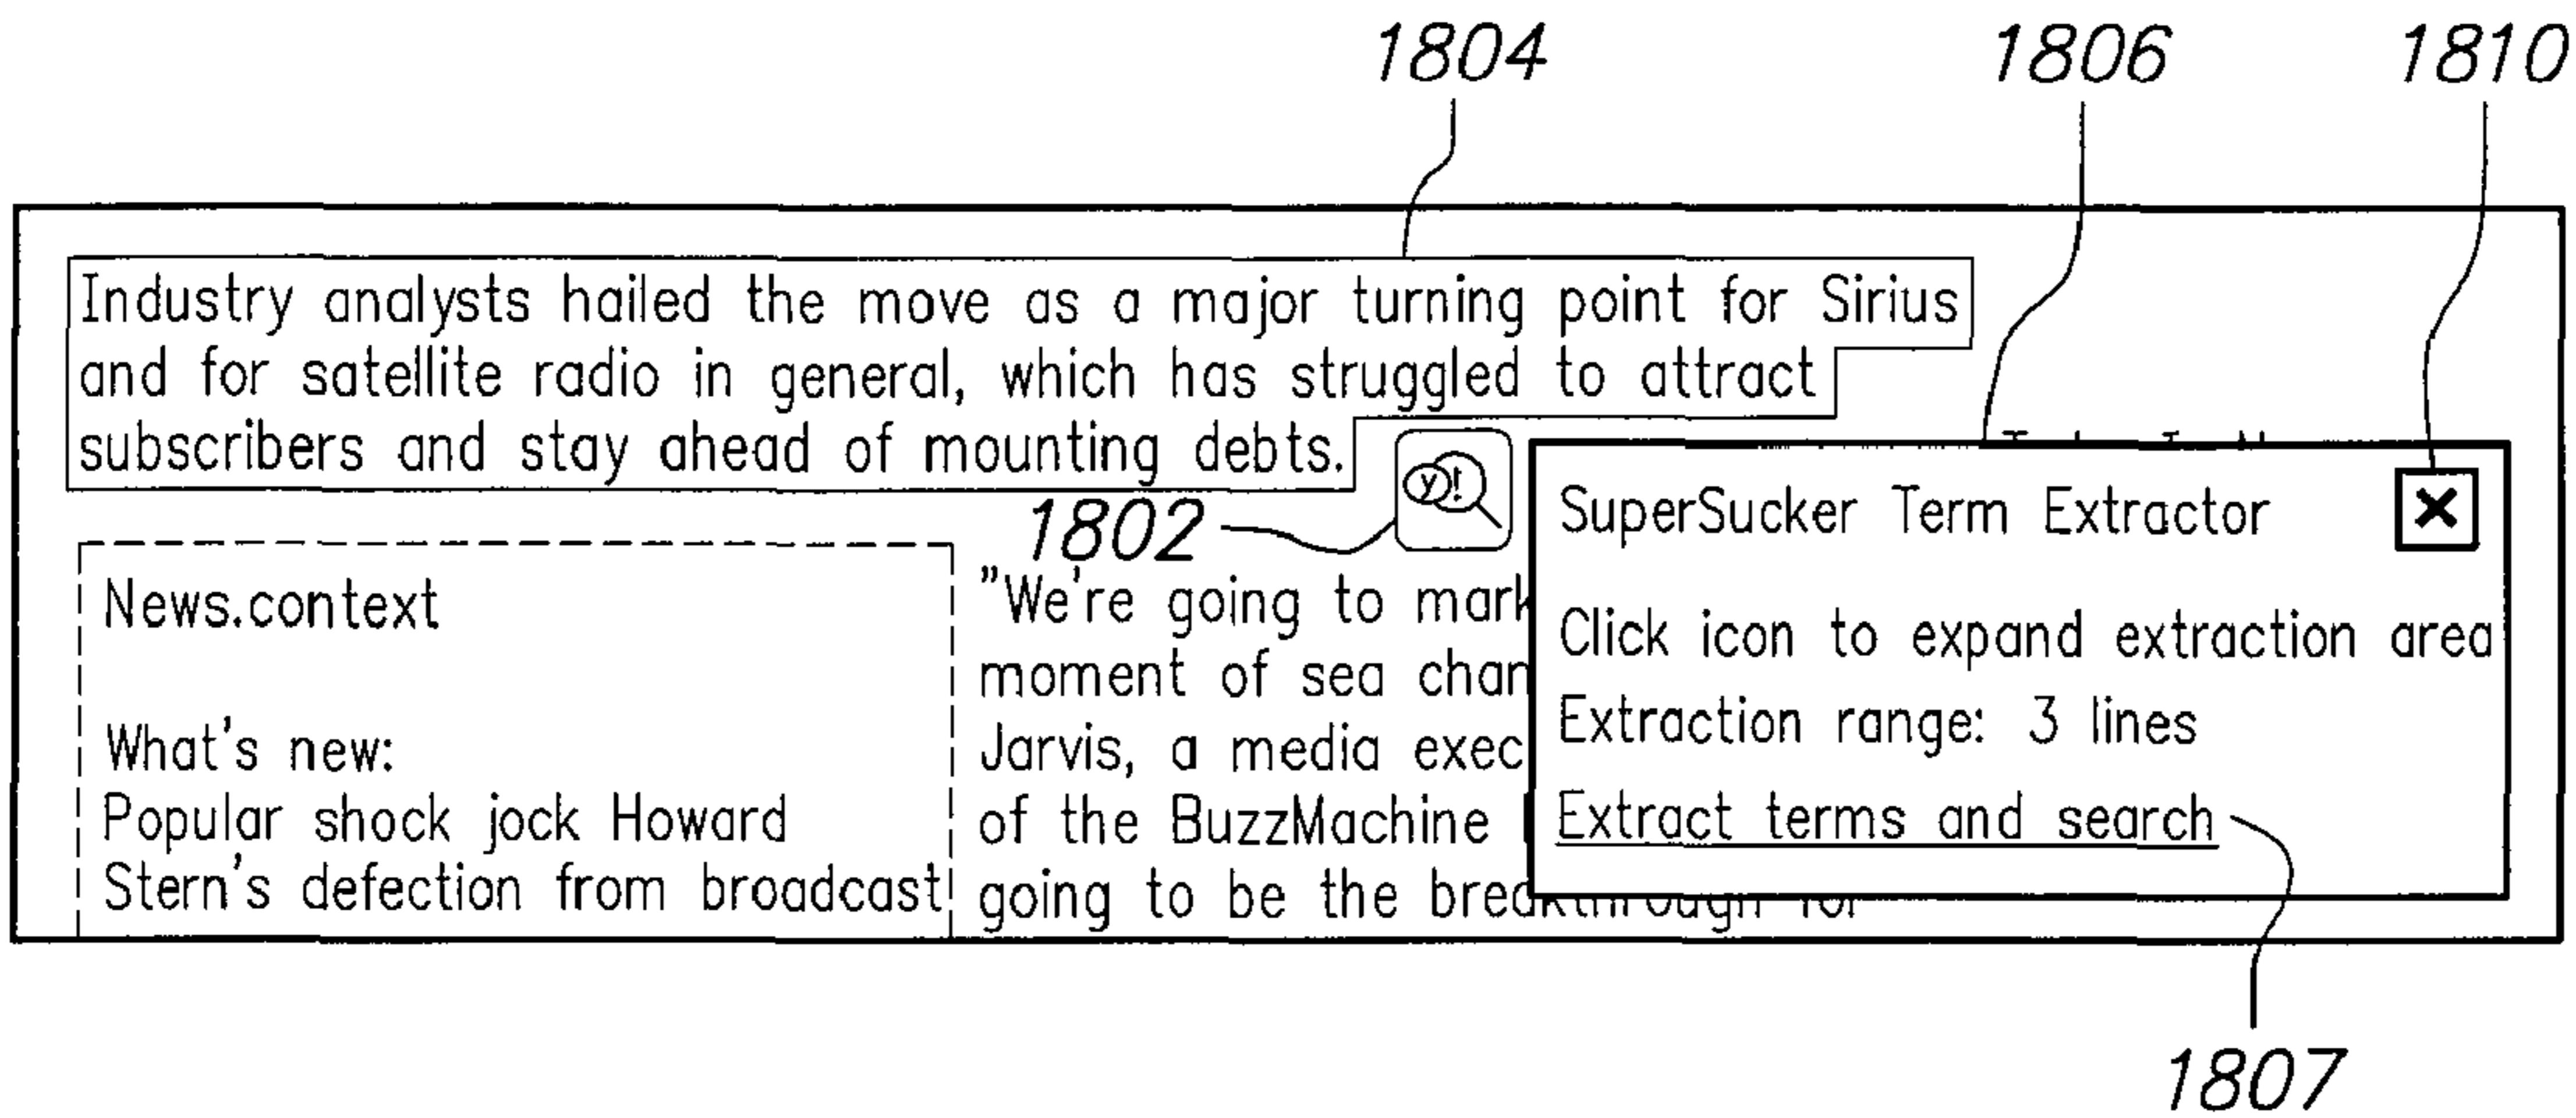 1804 1806 1810
Industry analysts hailed the move as a major turning point for Sirius
and for satellite radio in general, which has struggled to attract
subscribers and stay ahead of mounting debts.
y!
1802
SuperSucker Term Extractor
Click icon to expand extraction area
Extraction range: 3 lines
Extract terms and search
News.context
What's new:
Popular shock jock Howard
Stern's defection from broadcast
"We're going to mark
moment of sea chan
Jarvis, a media exec
of the BuzzMachine
going to be the breakthrough for
1807